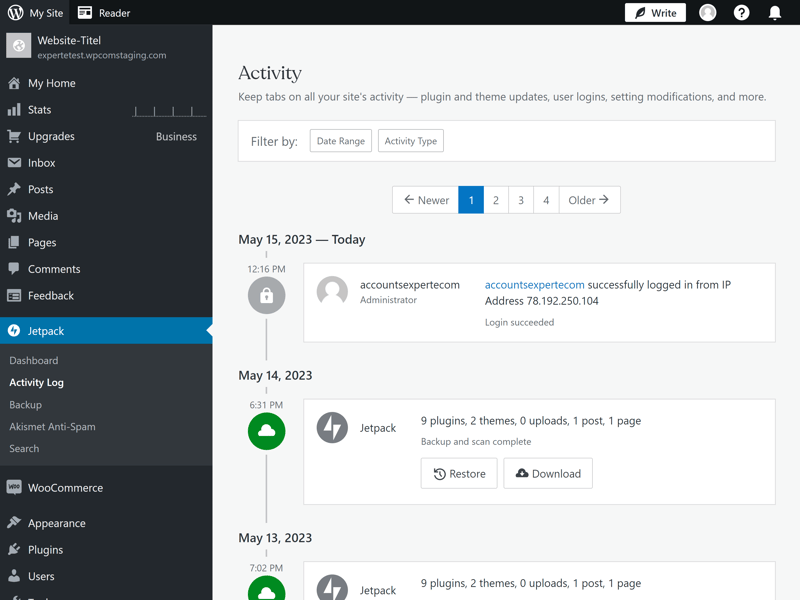 My Site
Reader
Write
Website-Titel
expertetest.wpcomstaging.com
My Home
Stats
Upgrades
Business
Inbox
Posts
Media
Pages
Comments
Feedback
Jetpack
Dashboard
Activity Log
Backup
Akismet Anti-Spam
Search
WooCommerce
Appearance
Plugins
Users
Activity
Keep tabs on all your site's activity — plugin and theme updates, user logins, setting modifications, and more.
Filter by:
Date Range
Activity Type
← Newer
1
2
3
4
Older →
May 15, 2023 — Today
12:16 PM
accountsexpertecom
Administrator
accountsexpertecom successfully logged in from IP
Address 78.192.250.104
Login succeeded
May 14, 2023
6:31 PM
Jetpack
9 plugins, 2 themes, 0 uploads, 1 post, 1 page
Backup and scan complete
Restore
Download
May 13, 2023
7:02 PM
Jetpack
9 plugins, 2 themes, 0 uploads, 1 post, 1 page